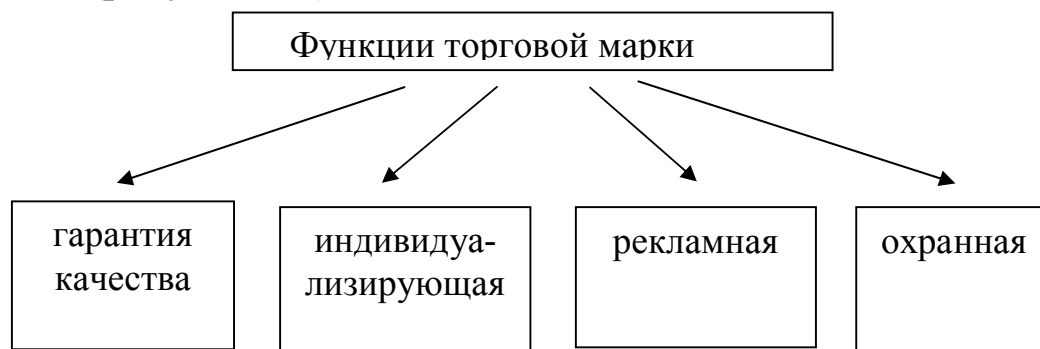 Функции торговой марки
гарантия
качества
индивидуа-
лизирующая
рекламная
охранная